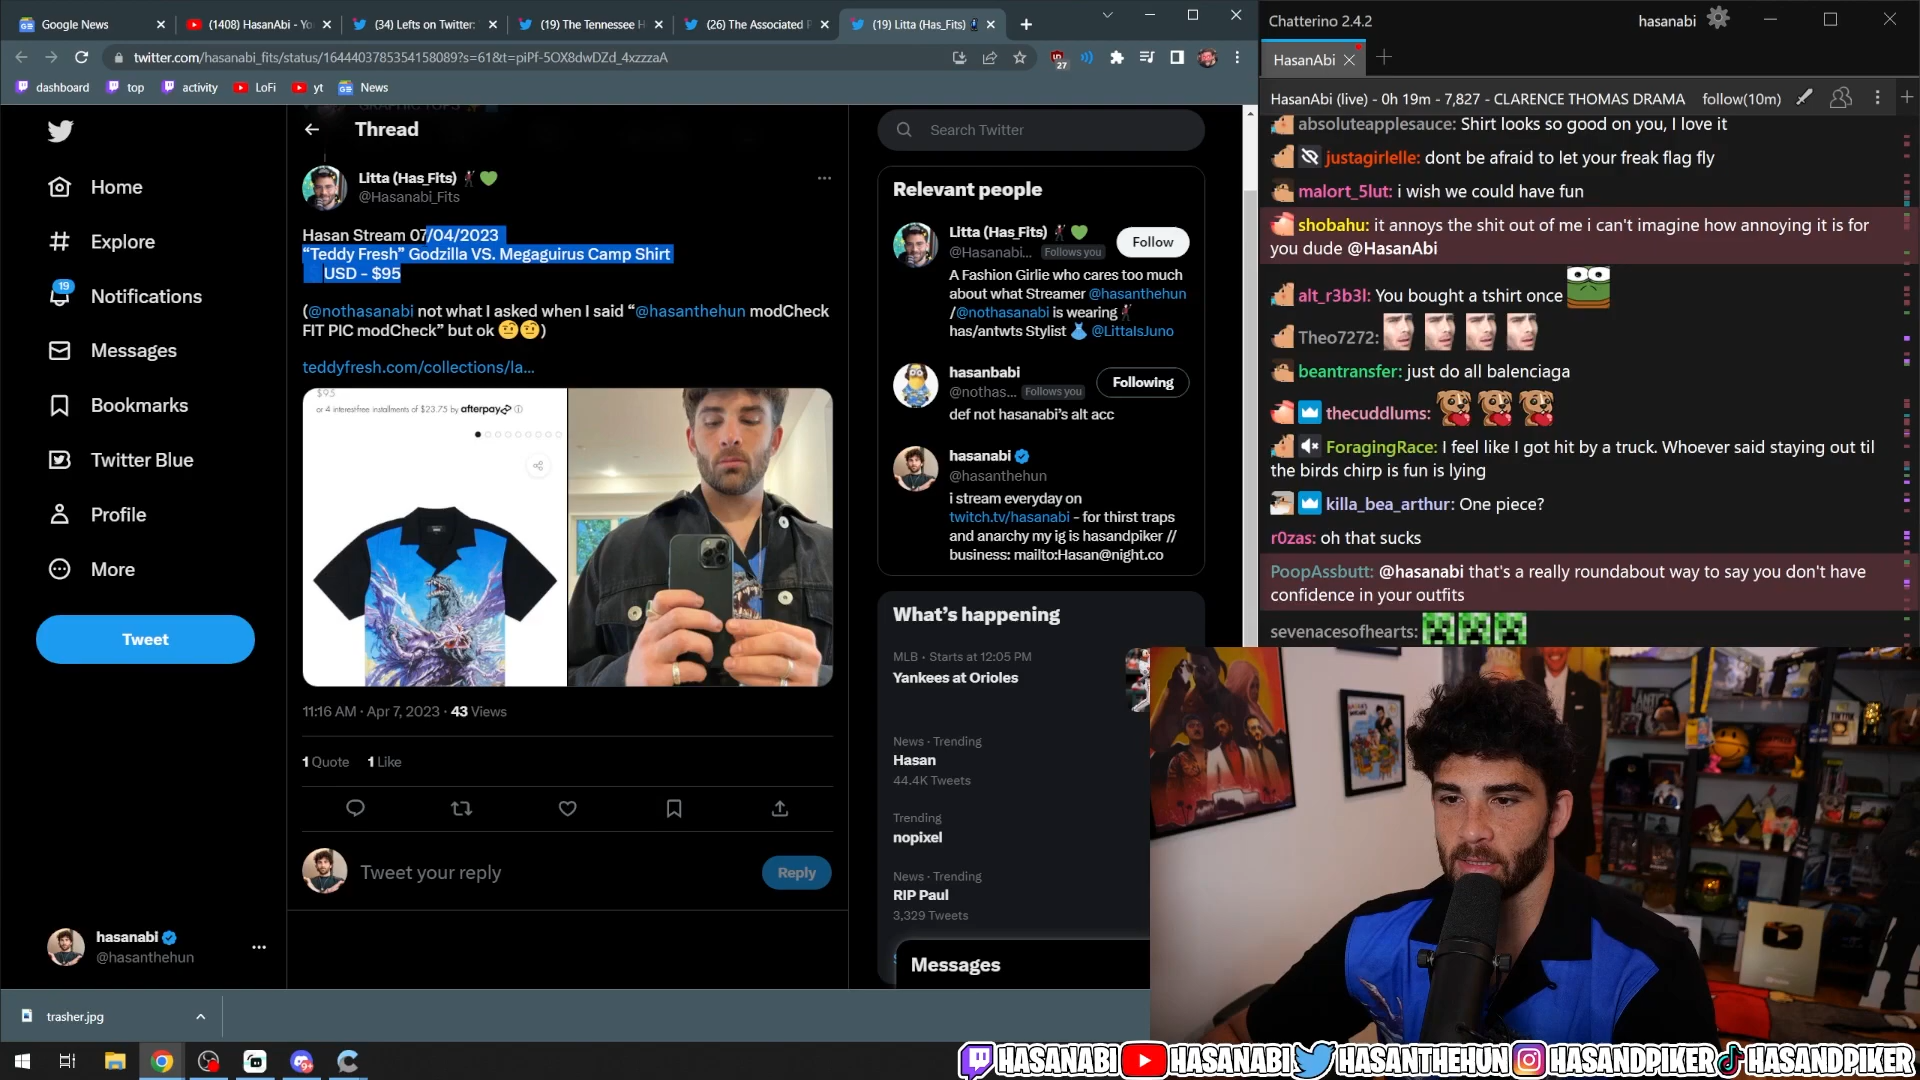 Google News
(1408) HasanAbi - Yo
(34) Lefts on Twitter:
(19) The Tennessee H
(26) The Associated P
(19) Litta (Has_Fits)
twitter.com/hasanabi_fits/status/1644403785354158089?s=61&t=piPf-5OX8dwDZd_4xzzzaA
27
dashboard
top
activity
LoFi
yt
News
Home
Explore
19
Notifications
Messages
Bookmarks
Twitter Blue
Profile
More
Tweet
hasanabi
@hasanthehun
Thread
Litta (Has_Fits)
@Hasanabi_Fits
Hasan Stream 07/04/2023
“Teddy Fresh” Godzilla VS. Megaguirus Camp Shirt
USD - $95
(@nothasanabi not what I asked when I said “@hasanthehun modCheck
FIT PIC modCheck” but ok 🤨🤨)
teddyfresh.com/collections/la...
$95
or 4 interest-free installments of $23.75 by afterpay
11:16 AM · Apr 7, 2023 · 43 Views
1 Quote 1 Like
Tweet your reply
Reply
Search Twitter
Relevant people
Litta (Has_Fits)
@Hasanabi... Follows you
Follow
A Fashion Girlie who cares too much
about what Streamer @hasanthehun
/@nothasanabi is wearing
has/antwts Stylist @LittaIsJuno
hasanbabi
@nothas... Follows you
Following
def not hasanabi’s alt acc
hasanabi
@hasanthehun
i stream everyday on
twitch.tv/hasanabi - for thirst traps
and anarchy my ig is hasandpiker //
business: mailto:Hasan@night.co
What’s happening
MLB · Starts at 12:05 PM
Yankees at Orioles
News · Trending
Hasan
44.4K Tweets
Trending
nopixel
News · Trending
RIP Paul
3,329 Tweets
Messages
trasher.jpg
Chatterino 2.4.2
hasanabi
HasanAbi
HasanAbi (live) - 0h 19m - 7,827 - CLARENCE THOMAS DRAMA
follow(10m)
absoluteapplesauce: Shirt looks so good on you, I love it
justagirlelle: dont be afraid to let your freak flag fly
malort_5lut: i wish we could have fun
shobahu: it annoys the shit out of me i can't imagine how annoying it is for
you dude @HasanAbi
alt_r3b3l: You bought a tshirt once
Theo7272:
beantransfer: just do all balenciaga
thecuddlums:
ForagingRace: I feel like I got hit by a truck. Whoever said staying out til
the birds chirp is fun is lying
killa_bea_arthur: One piece?
r0zas: oh that sucks
PoopAssbutt: @hasanabi that's a really roundabout way to say you don't have
confidence in your outfits
sevenacesofhearts:
HASANABI HASANABI HASANTHEHUN HASANDPIKER HASANDPIKER